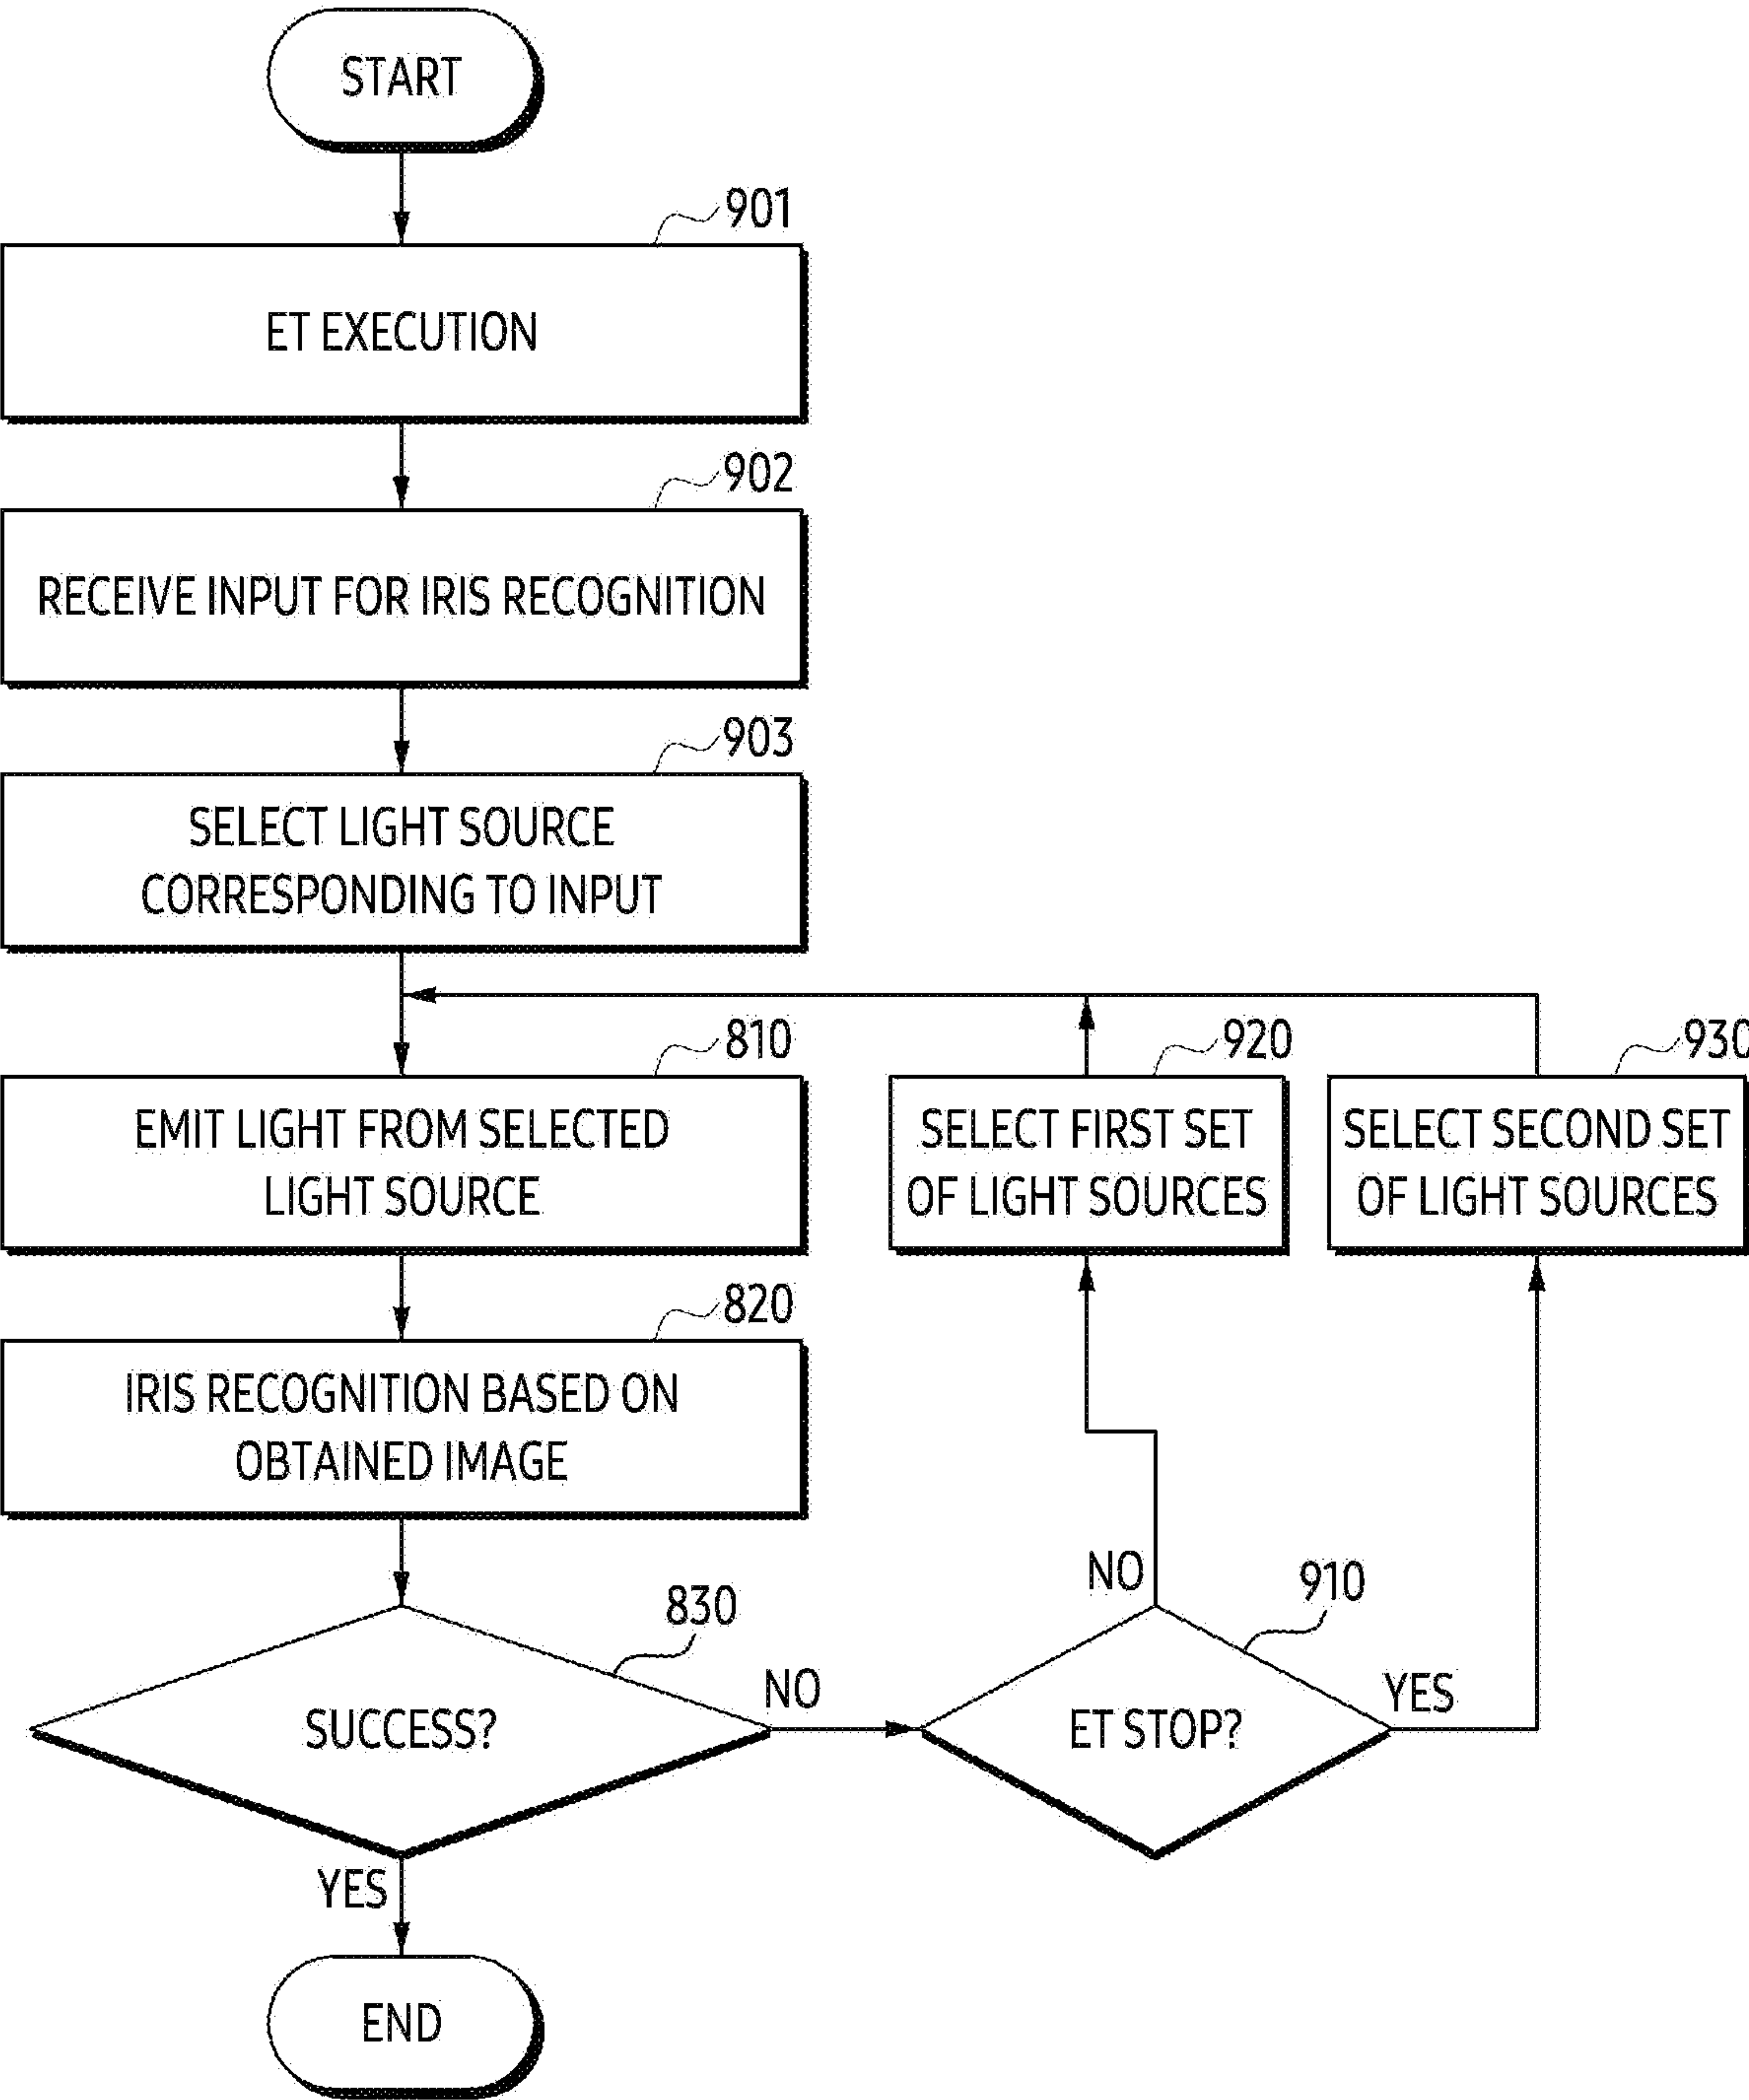 START
901
ET EXECUTION
902
RECEIVE INPUT FOR IRIS RECOGNITION
903
SELECT LIGHT SOURCE
CORRESPONDING TO INPUT
810
EMIT LIGHT FROM SELECTED
LIGHT SOURCE
920
SELECT FIRST SET
OF LIGHT SOURCES
930
SELECT SECOND SET
OF LIGHT SOURCES
820
IRIS RECOGNITION BASED ON
OBTAINED IMAGE
830
SUCCESS?
NO
YES
910
ET STOP?
NO
YES
END